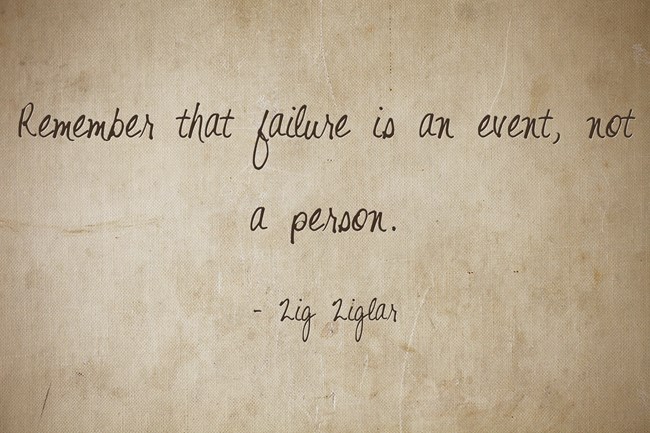 Remember that failure is an event, not
a person.
- Zig Ziglar